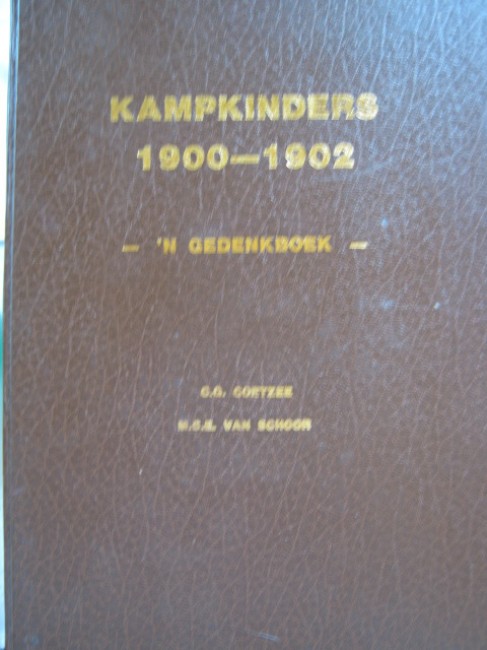 KAMPKINDERS
1900—1902
— 'N GEDENKBOEK —
C.G. COETZEE
M.C.E. VAN SCHOOR